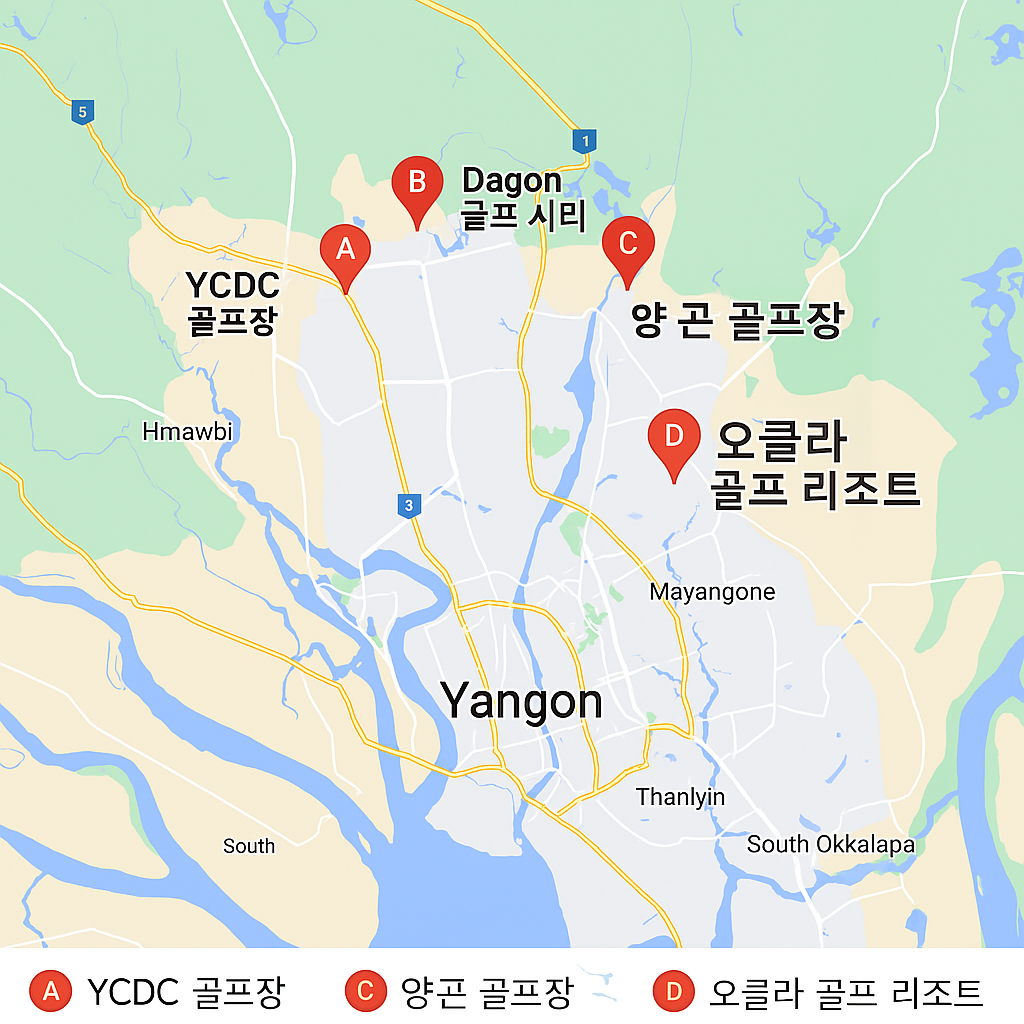 5
1
B
Dagon
골프 시티
A
C
YCDC
골프장
양 곤 골프장
D
오클라
골프 리조트
Hmawbi
3
Mayangone
Yangon
Thanlyin
South
South Okkalapa
A YCDC 골프장
C 양곤 골프장
D 오클라 골프 리조트